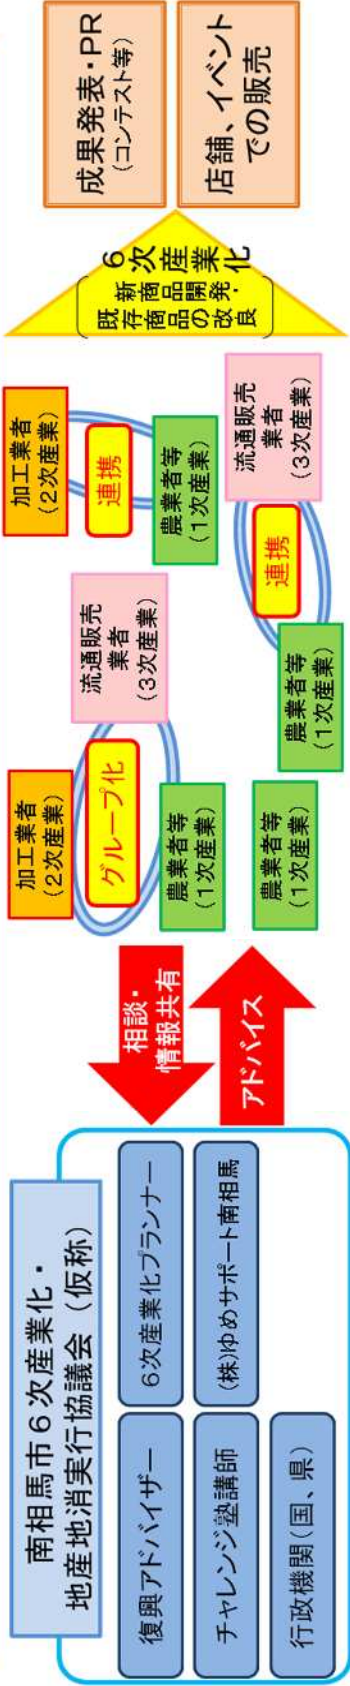 南相馬市６次産業化・
地産地消実行協議会（仮称）
復興アドバイザー
６次産業化プランナー
チャレンジ塾講師
(株)ゆめサポート南相馬
行政機関(国、県)
相談・
情報共有
アドバイス
加工業者
(２次産業)
グループ化
流通販売
業者
(３次産業)
農業者等
(１次産業)
農業者等
(１次産業)
加工業者
(２次産業)
連携
農業者等
(１次産業)
流通販売
業者
(３次産業)
連携
農業者等
(１次産業)
６次産業化
新商品開発・
既存商品の改良
成果発表・PR
(コンテスト等)
店舗、イベント
での販売